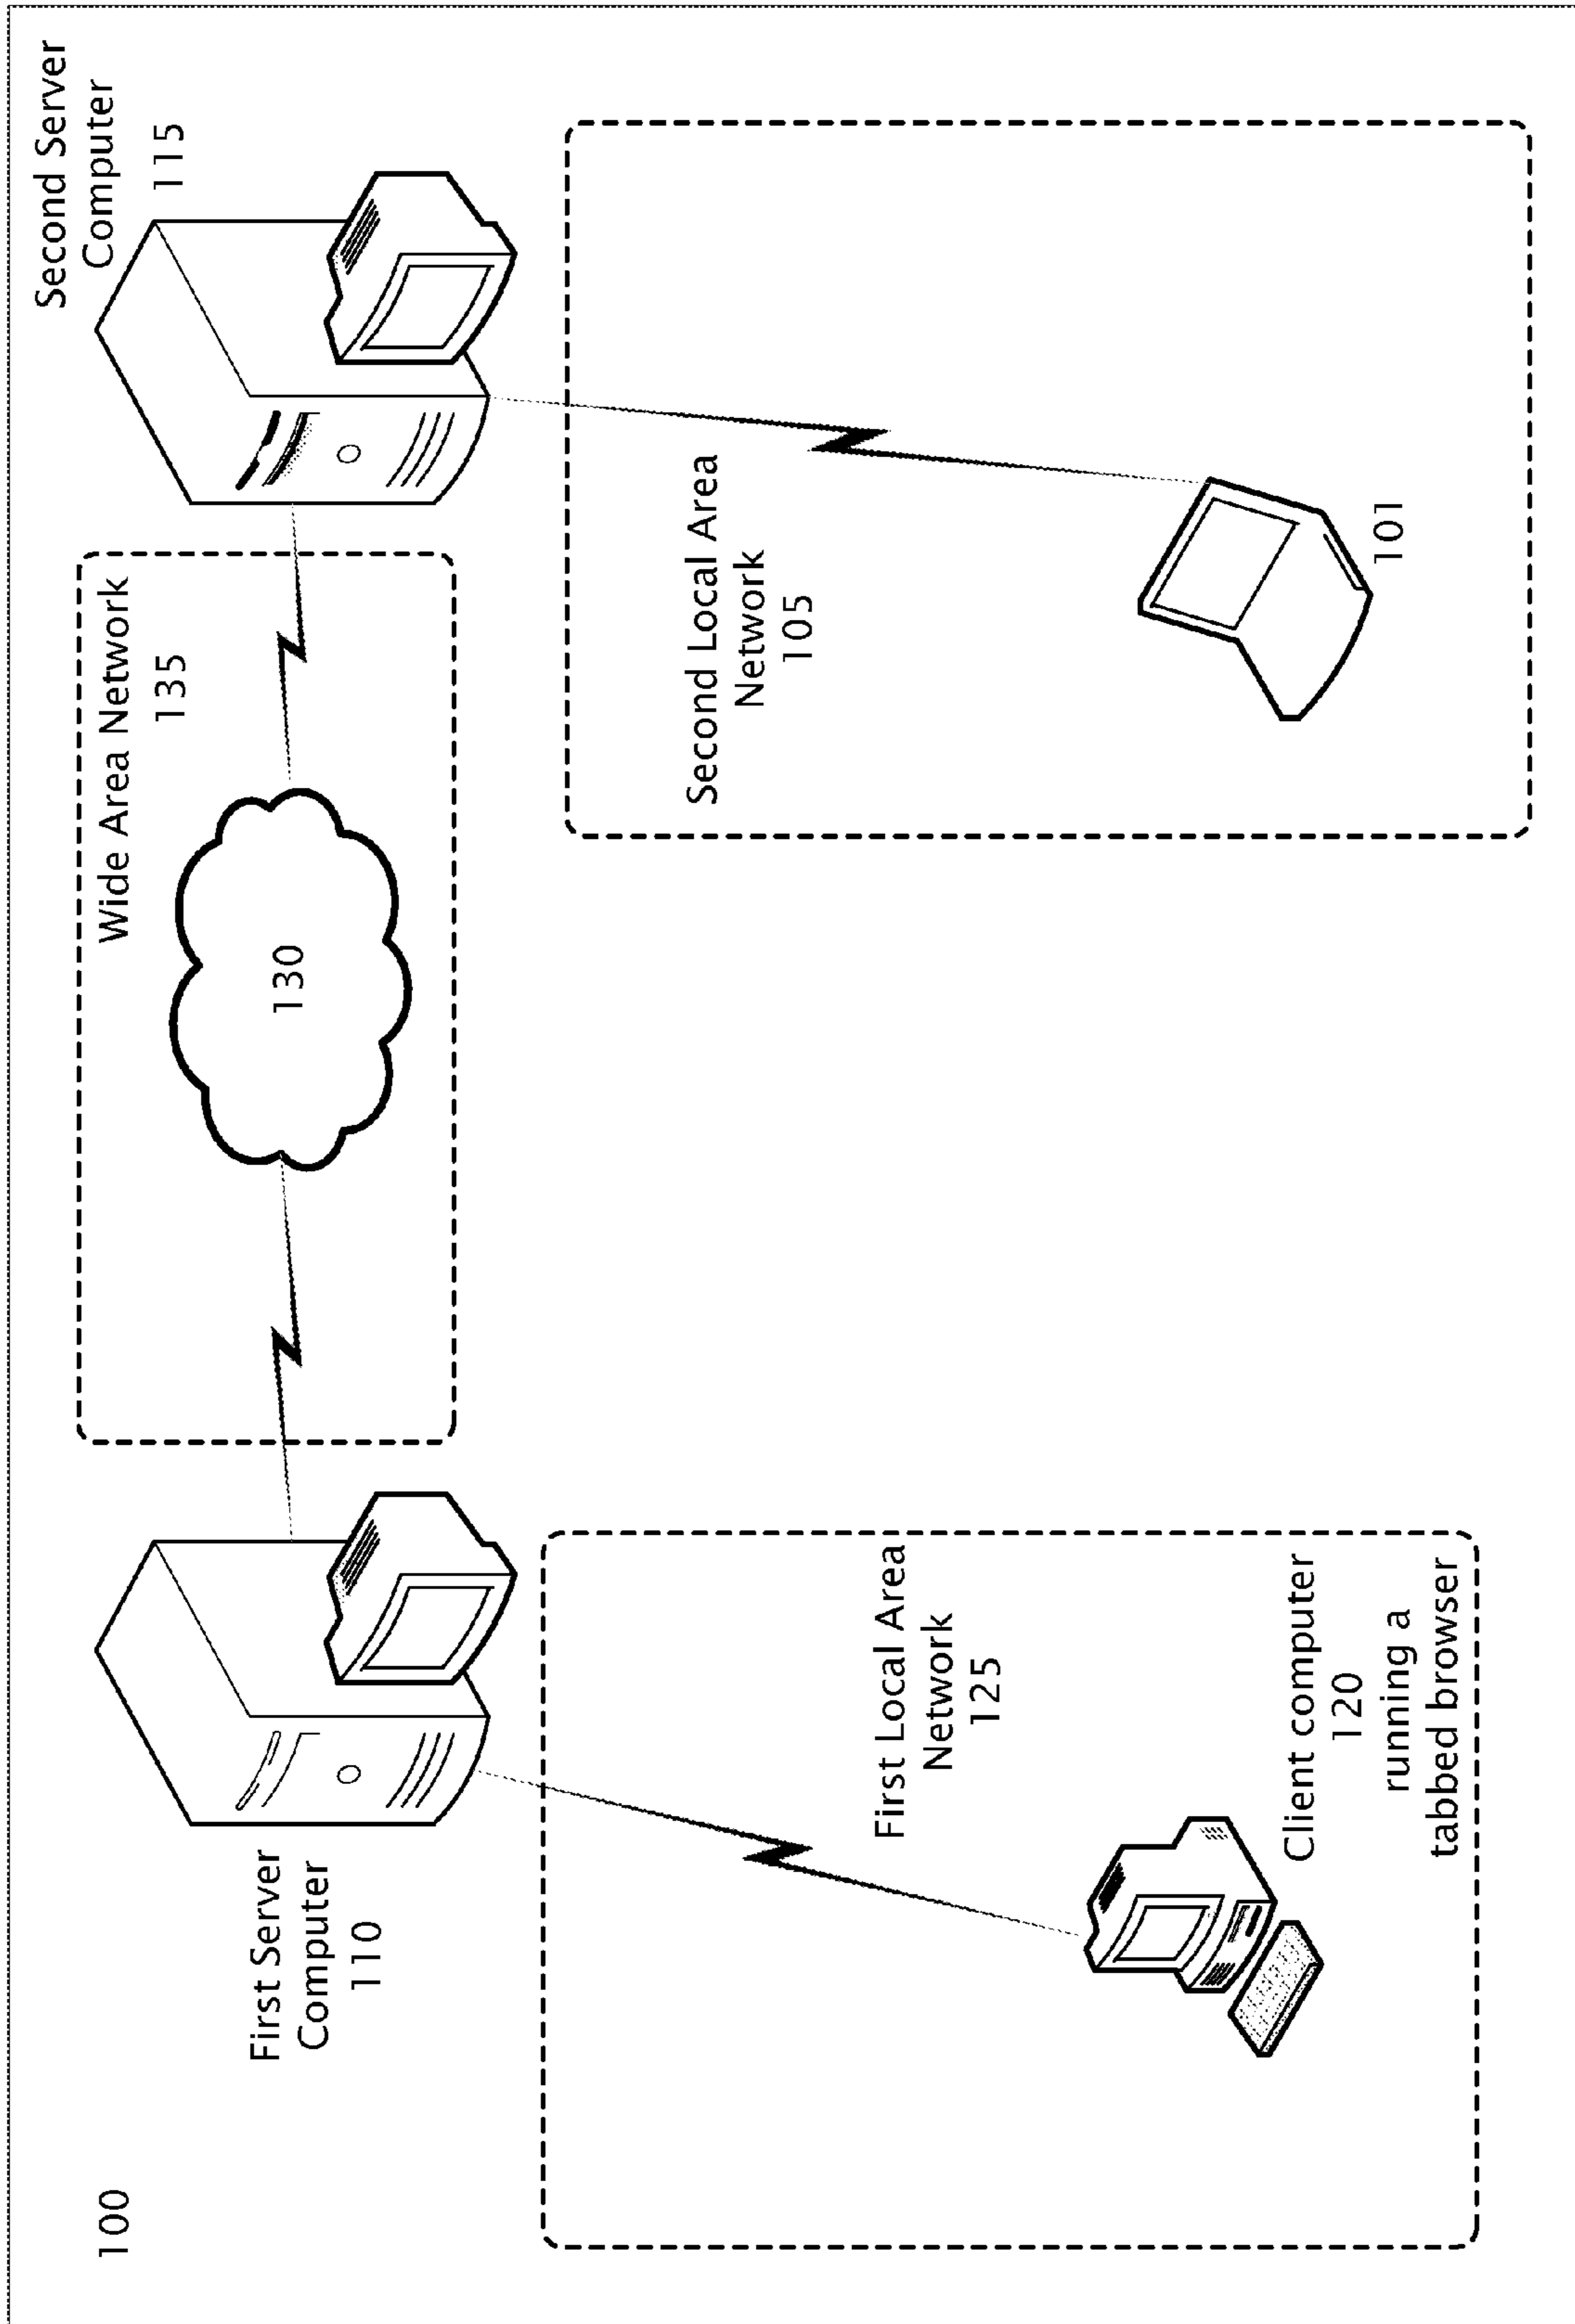 100
First Server
Computer
110
Wide Area Network
135
130
Second Server
Computer
115
First Local Area
Network
125
Client computer
120
running a
tabbed browser
Second Local Area
Network
105
101